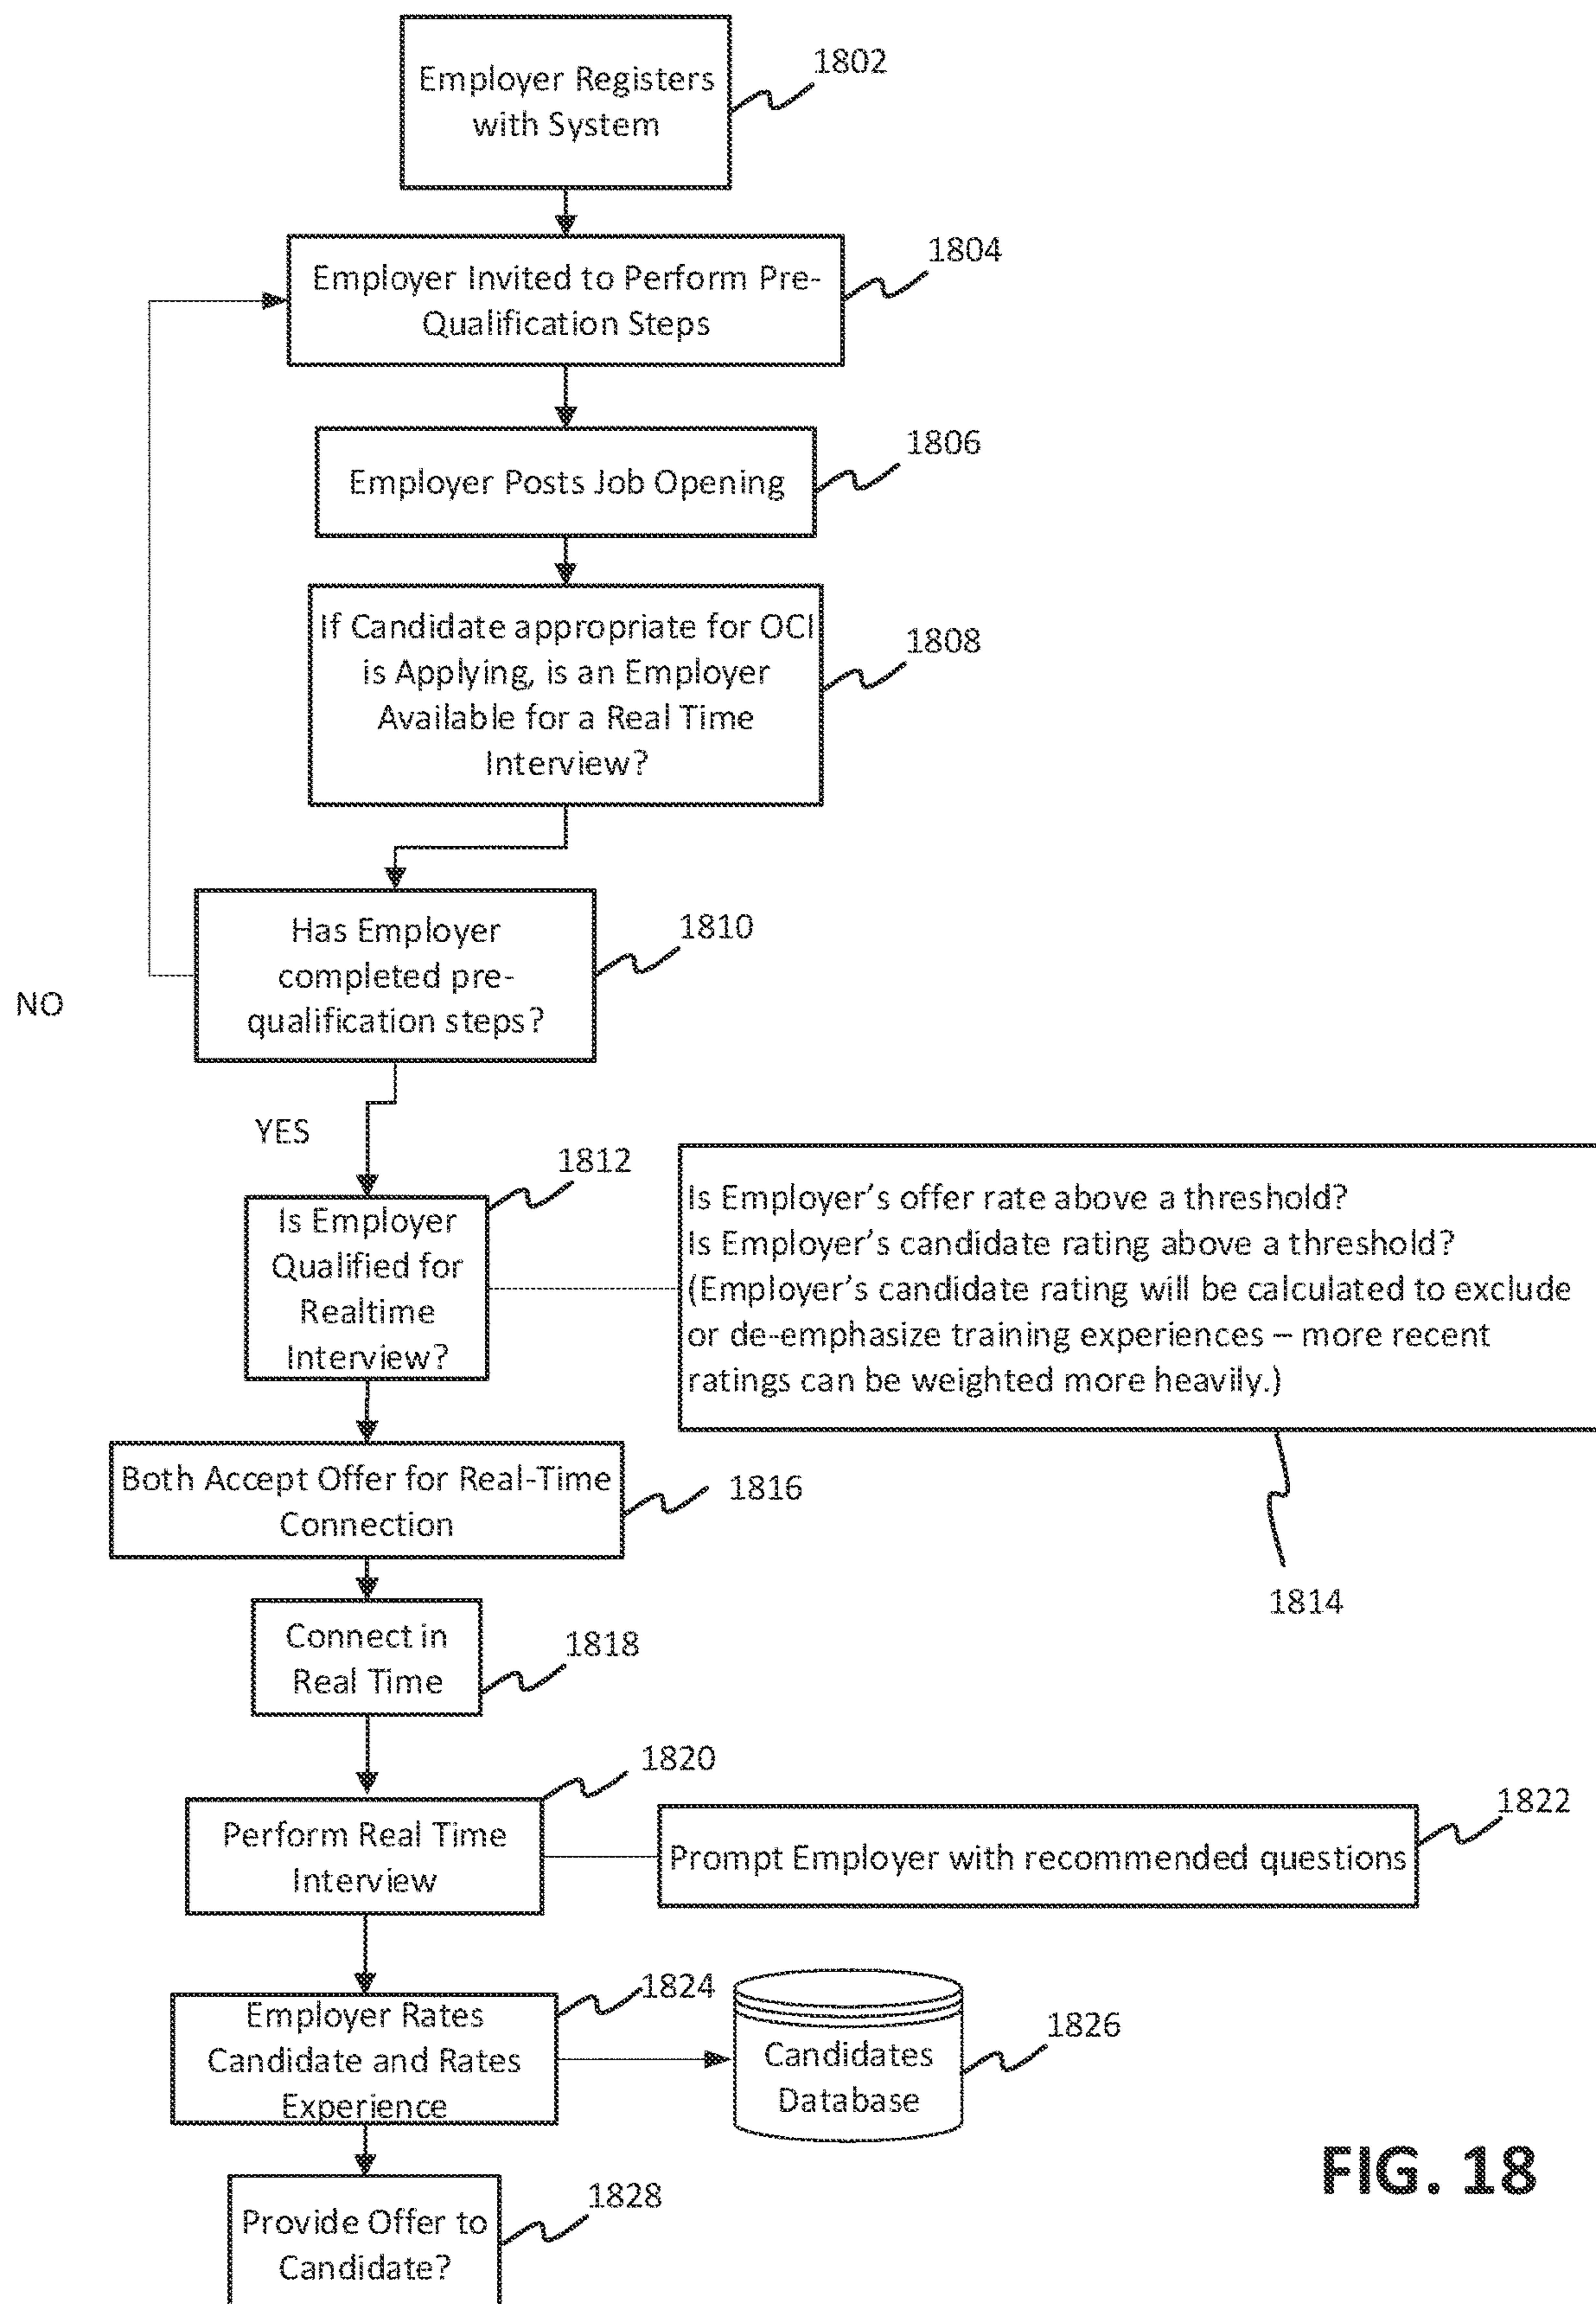 Employer Registers
with System
1802
Employer Invited to Perform Pre-
Qualification Steps
1804
Employer Posts Job Opening
1806
If Candidate appropriate for OCI
is Applying, is an Employer
Available for a Real Time
Interview?
1808
Has Employer
completed pre-
qualification steps?
1810
NO
YES
Is Employer
Qualified for
Realtime
Interview?
1812
Is Employer’s offer rate above a threshold?
Is Employer’s candidate rating above a threshold?
(Employer’s candidate rating will be calculated to exclude
or de-emphasize training experiences – more recent
ratings can be weighted more heavily.)
1814
Both Accept Offer for Real-Time
Connection
1816
Connect in
Real Time
1818
Perform Real Time
Interview
1820
Prompt Employer with recommended questions
1822
Employer Rates
Candidate and Rates
Experience
1824
Candidates
Database
1826
Provide Offer to
Candidate?
1828
FIG. 18